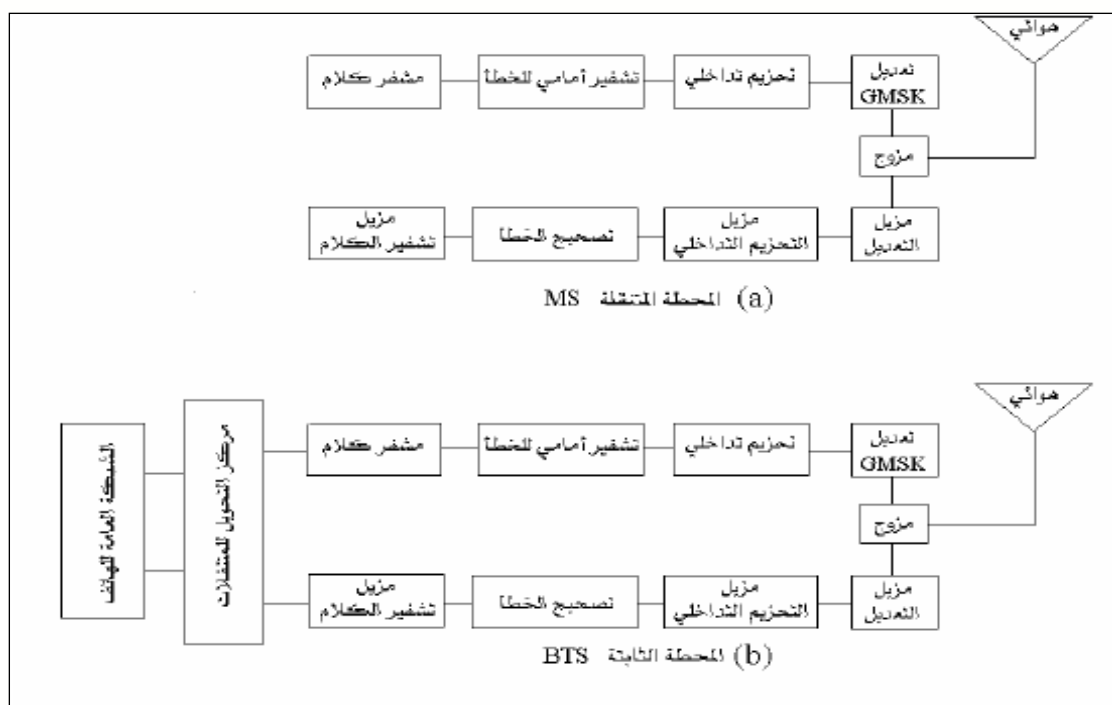 هوائي
مشفر كلام
تشفير أمامي للخطأ
تحزيم تداخلي
تعديل
GMSK
مزوج
مزيل
تشفير الكلام
تصحيح الخطأ
مزيل
التحزيم التداخلي
مزيل
التعديل
(a) المحطة المتنقلة MS
هوائي
الشبكة العامة للهاتف
مركز التحويل للمتنقلات
مشفر كلام
تشفير أمامي للخطأ
تحزيم تداخلي
تعديل
GMSK
مزوج
مزيل
تشفير الكلام
تصحيح الخطأ
مزيل
التحزيم التداخلي
مزيل
التعديل
(b) المحطة الثابتة BTS